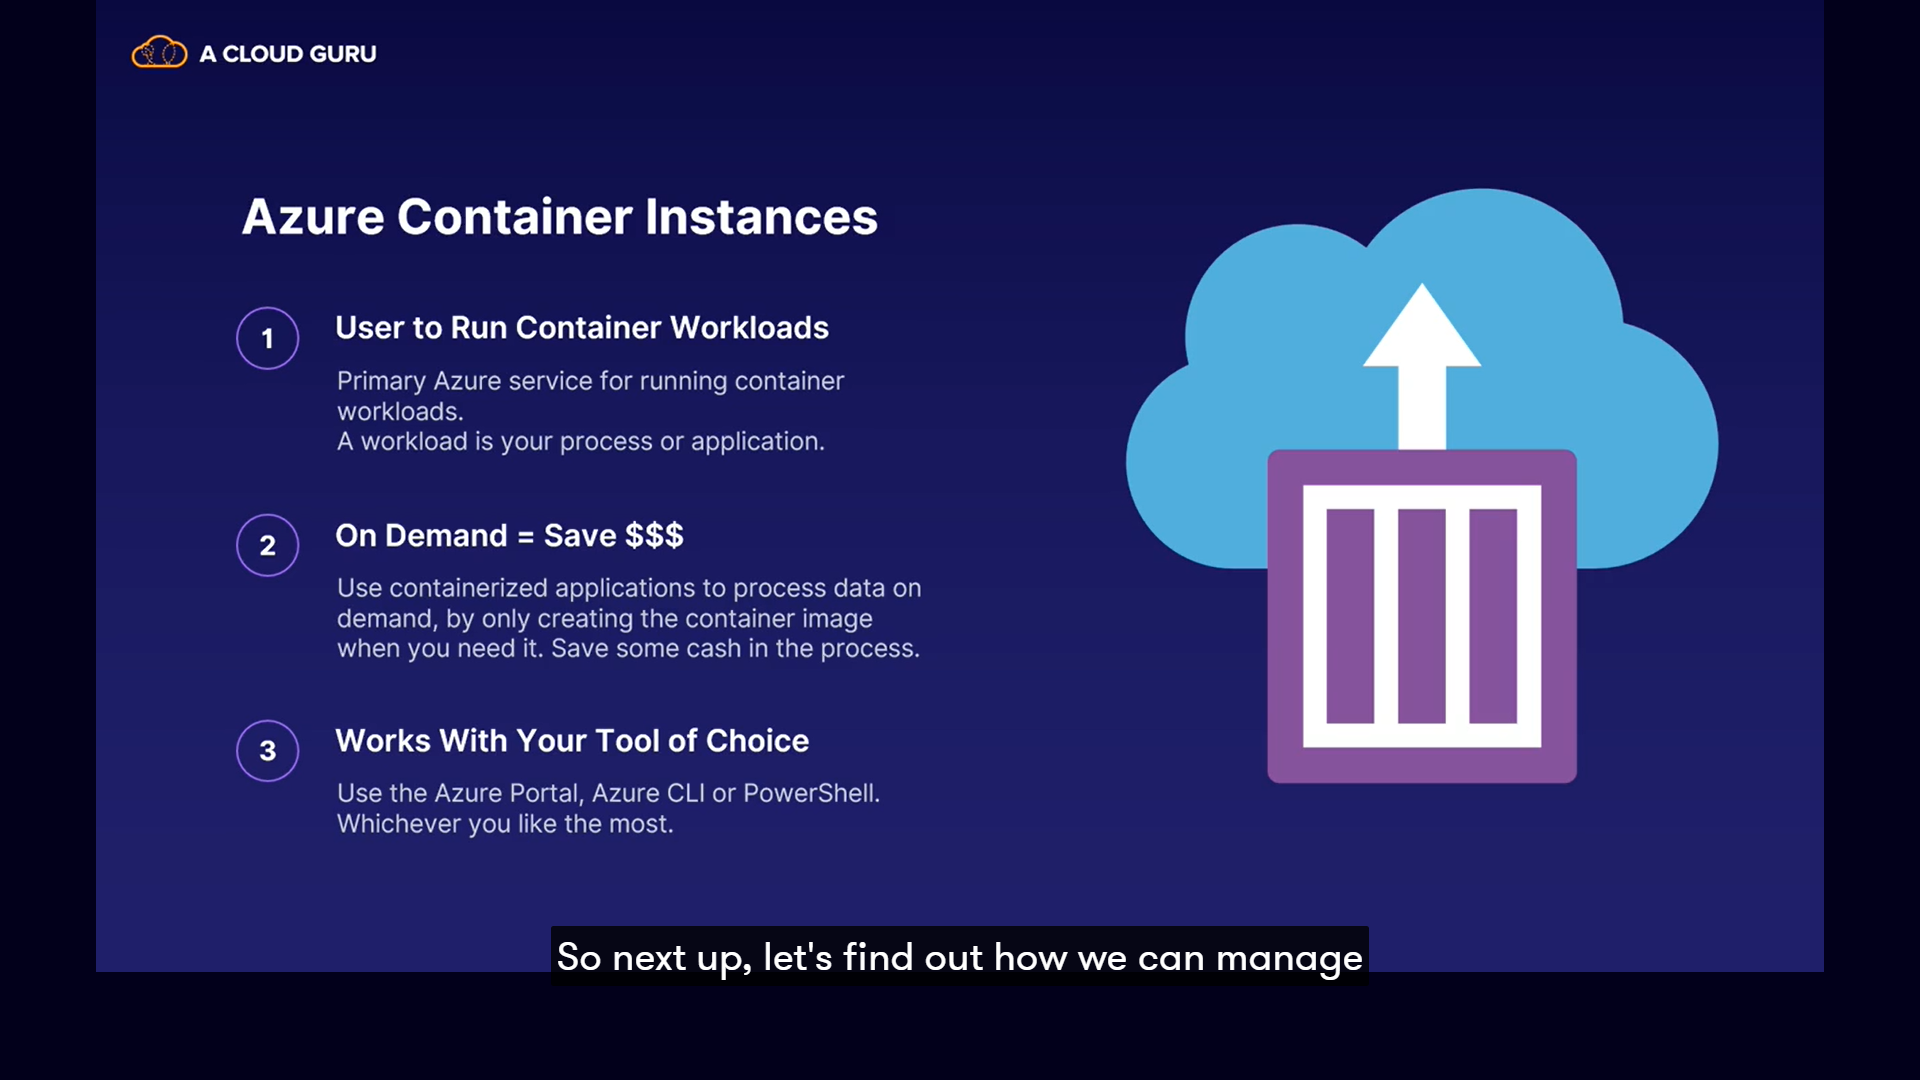 A CLOUD GURU
Azure Container Instances
1
User to Run Container Workloads
Primary Azure service for running container
workloads.
A workload is your process or application.
2
On Demand = Save $$$
Use containerized applications to process data on
demand, by only creating the container image
when you need it. Save some cash in the process.
3
Works With Your Tool of Choice
Use the Azure Portal, Azure CLI or PowerShell.
Whichever you like the most.
So next up, let's find out how we can manage